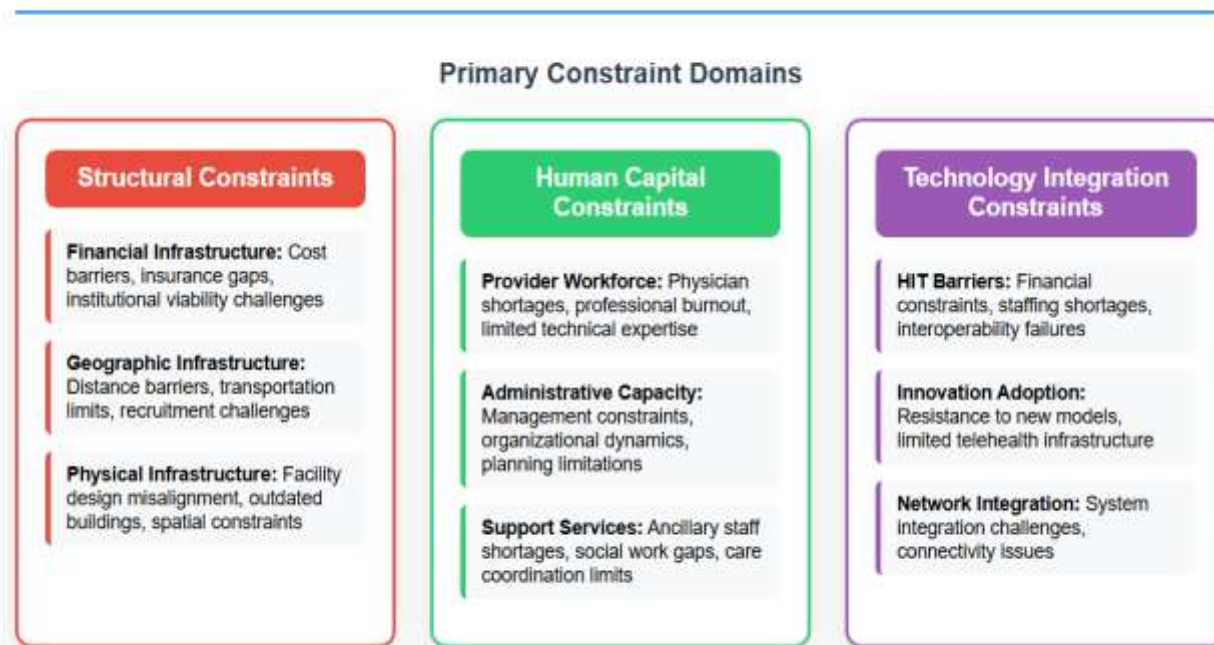 Primary Constraint Domains
Structural Constraints
Financial Infrastructure: Cost
barriers, insurance gaps,
institutional viability challenges
Geographic Infrastructure:
Distance barriers, transportation
limits, recruitment challenges
Physical Infrastructure: Facility
design misalignment, outdated
buildings, spatial constraints
Human Capital
Constraints
Provider Workforce: Physician
shortages, professional burnout,
limited technical expertise
Administrative Capacity:
Management constraints,
organizational dynamics,
planning limitations
Support Services: Ancillary staff
shortages, social work gaps, care
coordination limits
Technology Integration
Constraints
HIT Barriers: Financial
constraints, staffing shortages,
interoperability failures
Innovation Adoption:
Resistance to new models,
limited telehealth infrastructure
Network Integration: System
integration challenges,
connectivity issues